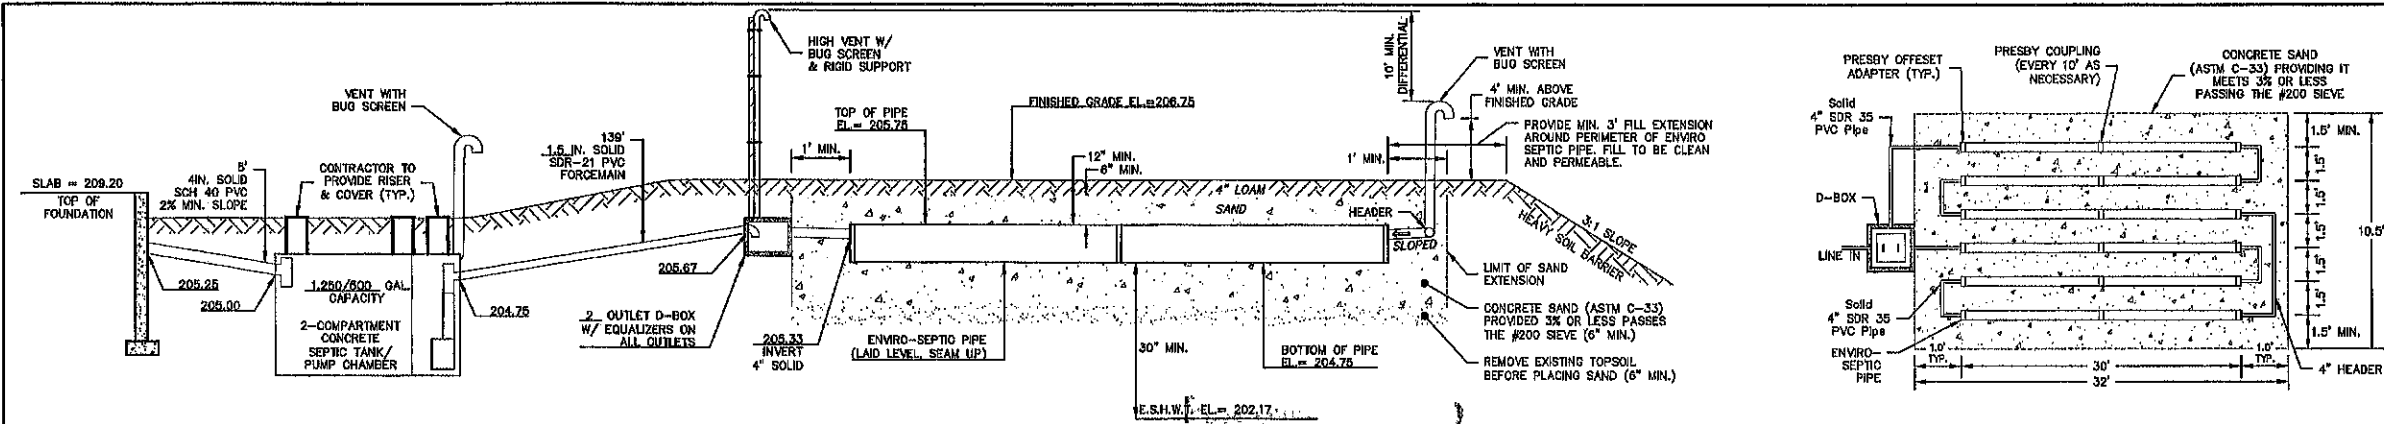 HIGH VENT W/
BUG SCREEN
& RIGID SUPPORT
VENT WITH
BUG SCREEN
SLAB = 209.20
TOP OF
FOUNDATION
8'
4IN. SOLID
SCH 40 PVC
2% MIN. SLOPE
CONTRACTOR TO
PROVIDE RISER
& COVER (TYP.)
139'
1.5 IN. SOLID
SDR-21 PVC
FORCEMAIN
205.25
205.00
1,250/600 GAL.
CAPACITY
2-COMPARTMENT
CONCRETE
SEPTIC TANK/
PUMP CHAMBER
204.75
TOP OF PIPE
EL.= 205.75
FINISHED GRADE EL.=206.75
1' MIN.
12" MIN.
6" MIN.
4" LOAM
SAND
205.67
2 OUTLET D-BOX
W/ EQUALIZERS ON
ALL OUTLETS
205.33
INVERT
4" SOLID
ENVIRO-SEPTIC PIPE
(LAID LEVEL, SEAM UP)
30" MIN.
BOTTOM OF PIPE
EL.= 204.75
E.S.H.W.T. EL.= 202.17
10' MIN.
DIFFERENTIAL
VENT WITH
BUG SCREEN
4' MIN. ABOVE
FINISHED GRADE
PROVIDE MIN. 3' FILL EXTENSION
AROUND PERIMETER OF ENVIRO
SEPTIC PIPE. FILL TO BE CLEAN
AND PERMEABLE.
1' MIN.
HEADER
SLOPED
3:1 SLOPE
HEAVY SOIL BARRIER
LIMIT OF SAND
EXTENSION
CONCRETE SAND (ASTM C-33)
PROVIDED 3% OR LESS PASSES
THE #200 SIEVE (6" MIN.)
REMOVE EXISTING TOPSOIL
BEFORE PLACING SAND (6" MIN.)
PRESBY OFFESET
ADAPTER (TYP.)
PRESBY COUPLING
(EVERY 10' AS
NECESSARY)
CONCRETE SAND
(ASTM C-33) PROVIDING IT
MEETS 3% OR LESS
PASSING THE #200 SIEVE
Solid
4" SDR 35
PVC Pipe
D-BOX
LINE IN
Solid
4" SDR 35
PVC Pipe
ENVIRO-
SEPTIC
PIPE
1.5' MIN.
1.5'
1.5'
1.5'
1.5'
1.5'
1.5' MIN.
10.5'
1.0'
TYP.
30'
1.0'
TYP.
32'
4" HEADER